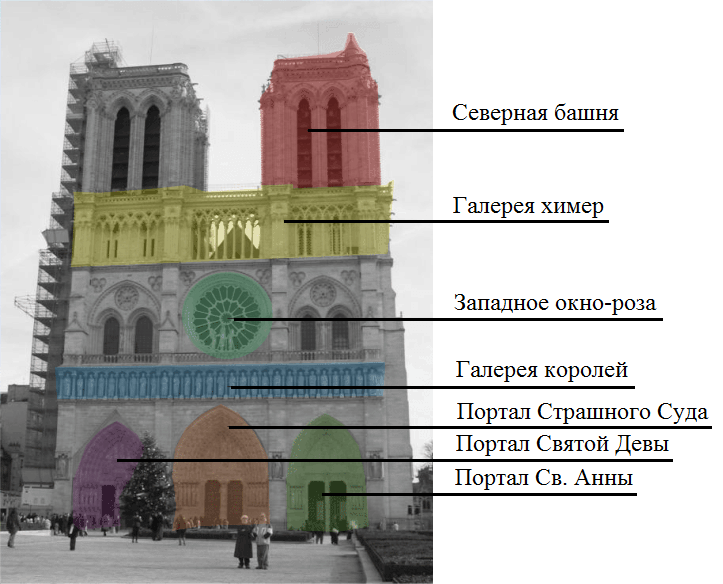 Северная башня
Галерея химер
Западное окно-роза
Галерея королей
Портал Страшного Суда
Портал Святой Девы
Портал Св. Анны